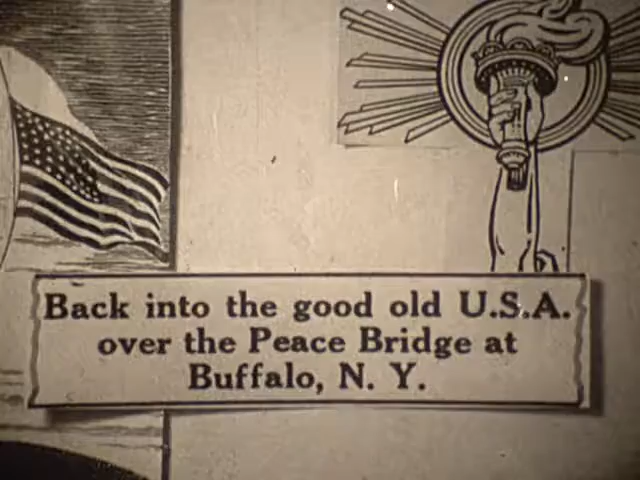 Back into the good old U.S.A.
over the Peace Bridge at
Buffalo, N. Y.